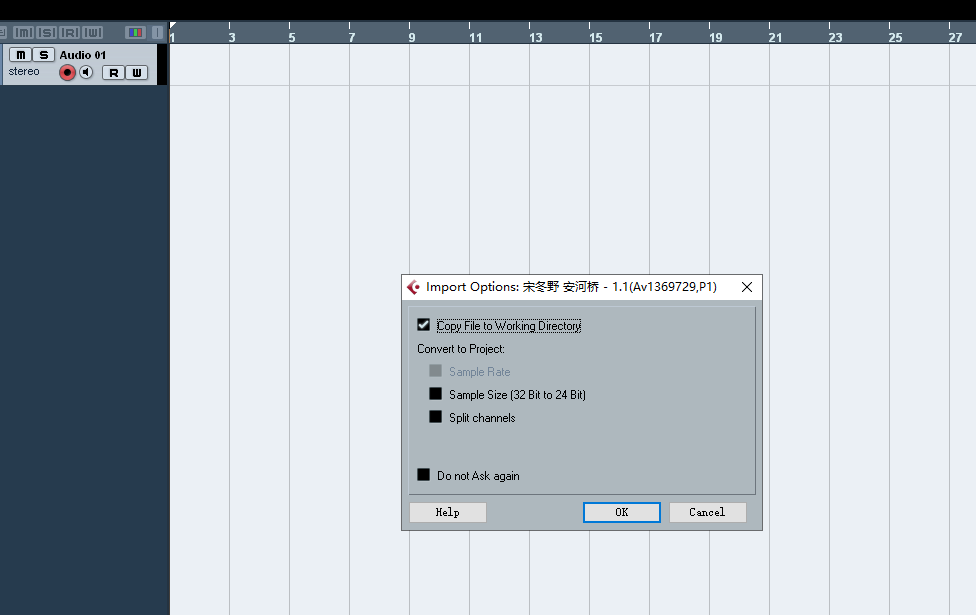 [M] [S] [R] [W]
1 3 5 7 9 11 13 15 17 19 21 23 25 27
M S Audio 01
stereo R W
Import Options: 宋冬野 安河桥 - 1.1(Av1369729,P1)
Copy File to Working Directory
Convert to Project:
Sample Rate
Sample Size (32 Bit to 24 Bit)
Split channels
Do not Ask again
Help OK Cancel